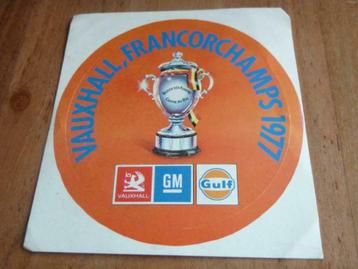 VAUXHALL, FRANCORCHAMPS 1977
VAUXHALL
GM
Gulf